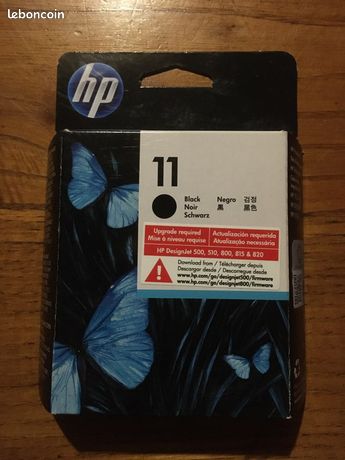 leboncoin
hp
11
Black Negro 검정
Noir 黒 黑色
Schwarz
Upgrade required Actualización requerida
Mise à niveau requise Atualização necessária
HP DesignJet 500, 510, 800, 815 & 820
Download from / Télécharger depuis
Descargar desde / Descarregue desde
www.hp.com/go/designjet500/firmware
www.hp.com/go/designjet800/firmware